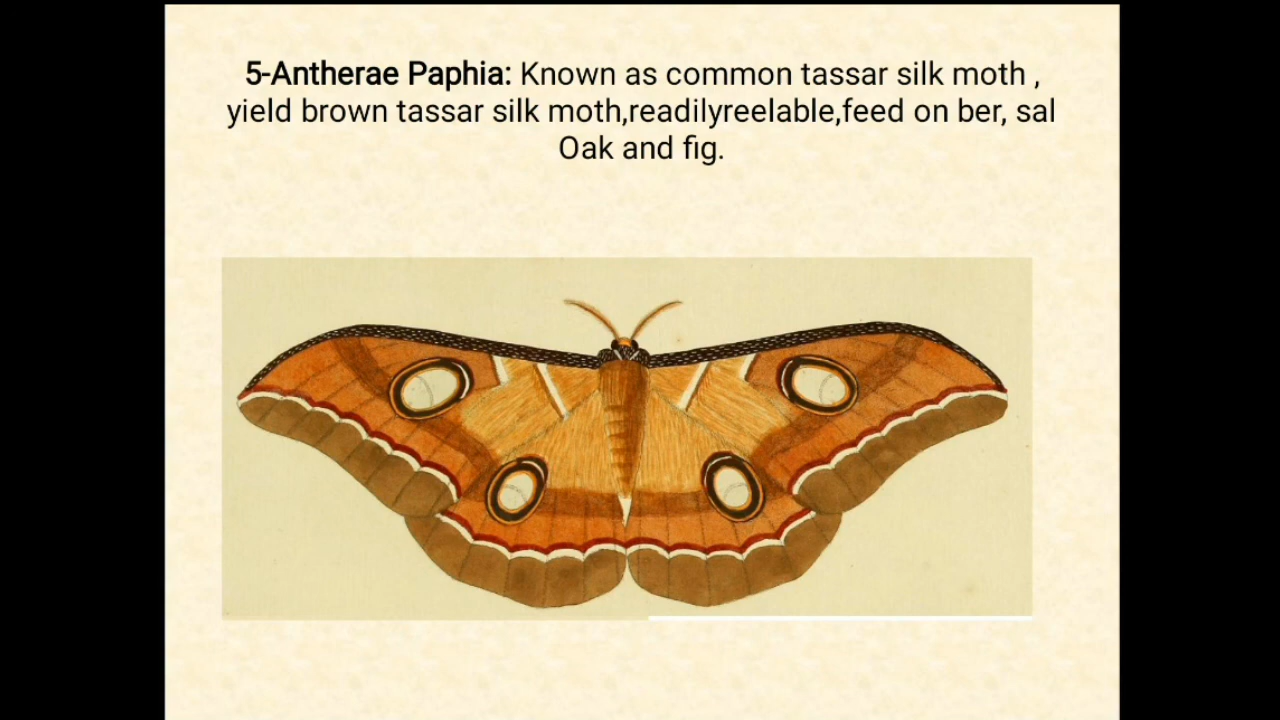 5-Antherae Paphia: Known as common tassar silk moth ,
yield brown tassar silk moth,readilyreelable,feed on ber, sal
Oak and fig.